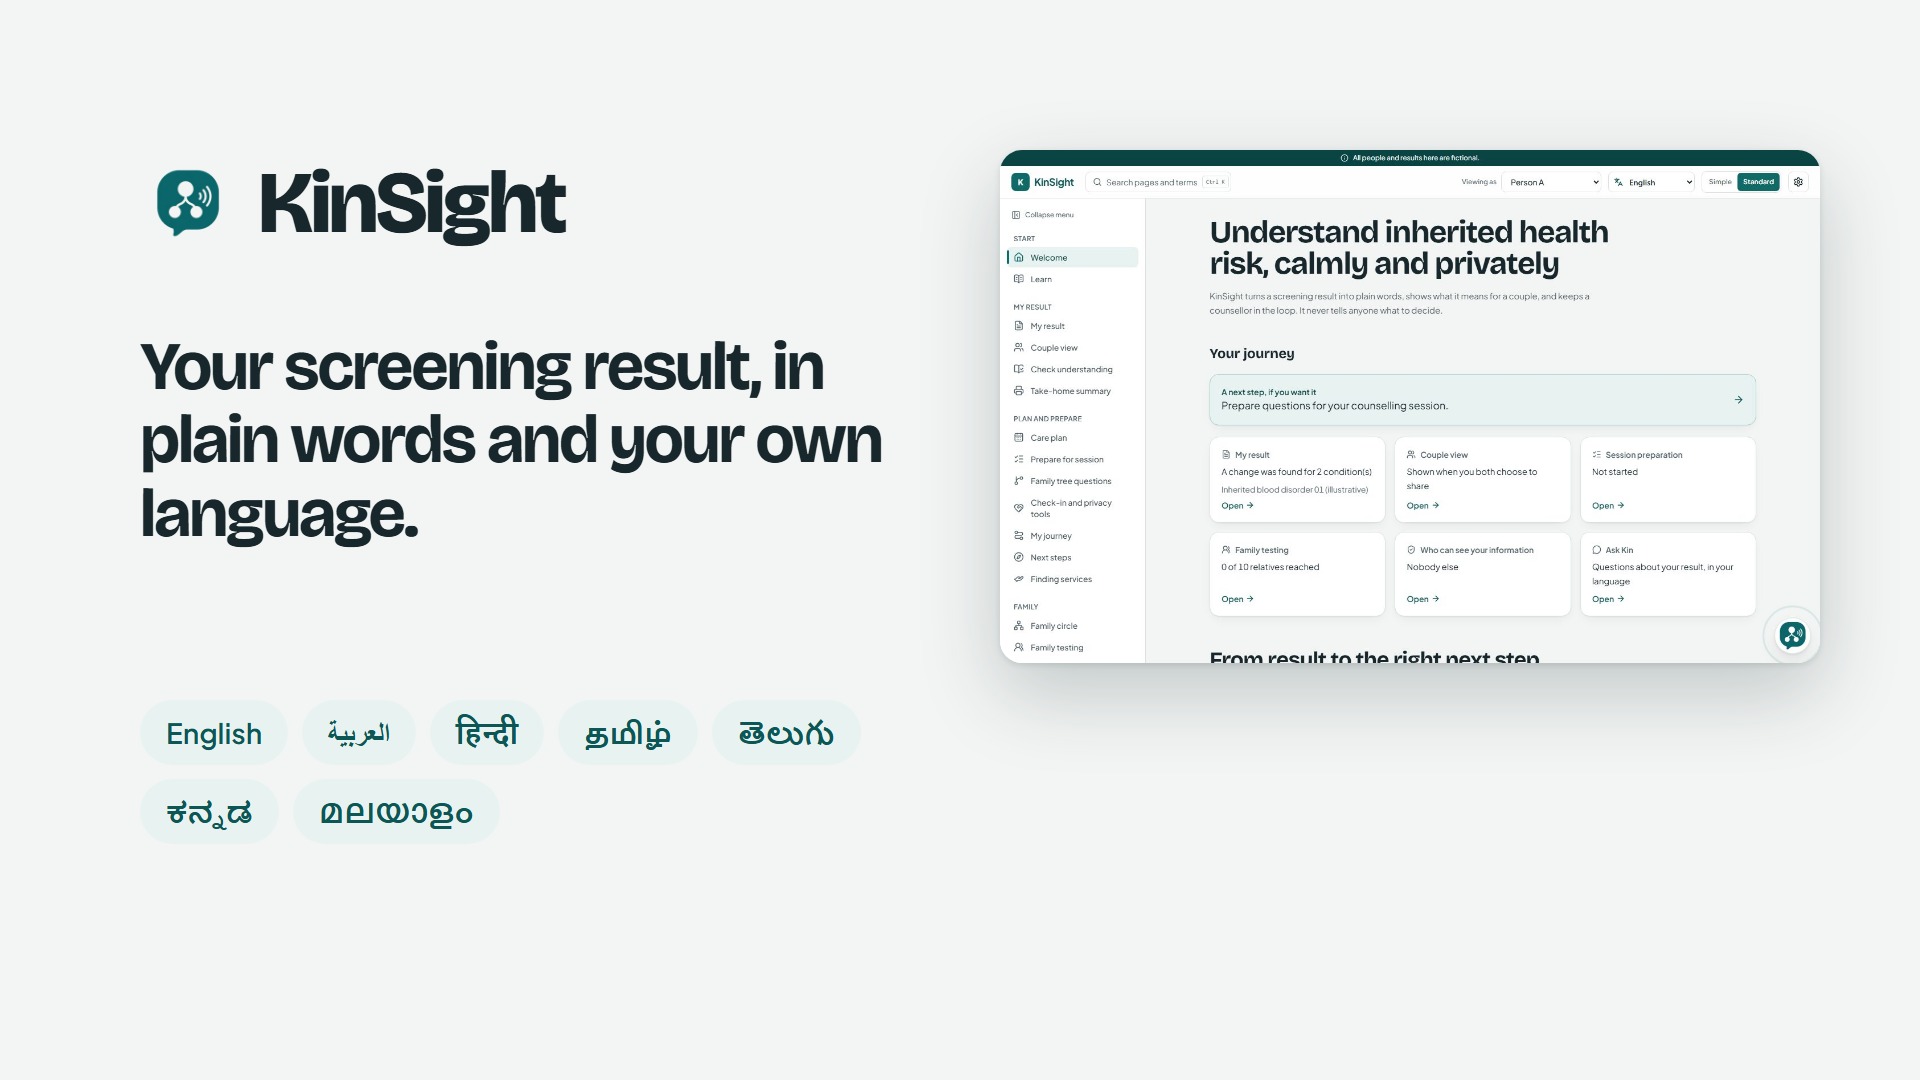 KinSight
Your screening result, in
plain words and your own
language.
English
العربية
हिन्दी
தமிழ்
తెలుగు
ಕನ್ನಡ
മലയാളം
All people and results here are fictional.
K KinSight
Search pages and terms Ctrl K
Viewing as Person A
English
Simple Standard
Collapse menu
START
Welcome
Learn
MY RESULT
My result
Couple view
Check understanding
Take-home summary
PLAN AND PREPARE
Care plan
Prepare for session
Family tree questions
Check-in and privacy
tools
My journey
Next steps
Finding services
FAMILY
Family circle
Family testing
Understand inherited health
risk, calmly and privately
KinSight turns a screening result into plain words, shows what it means for a couple, and keeps a
counsellor in the loop. It never tells anyone what to decide.
Your journey
A next step, if you want it
Prepare questions for your counselling session.
My result
A change was found for 2 condition(s)
Inherited blood disorder 01 (illustrative)
Open →
Couple view
Shown when you both choose to
share
Open →
Session preparation
Not started
Open →
Family testing
0 of 10 relatives reached
Open →
Who can see your information
Nobody else
Open →
Ask Kin
Questions about your result, in your
language
Open →
From result to the right next step